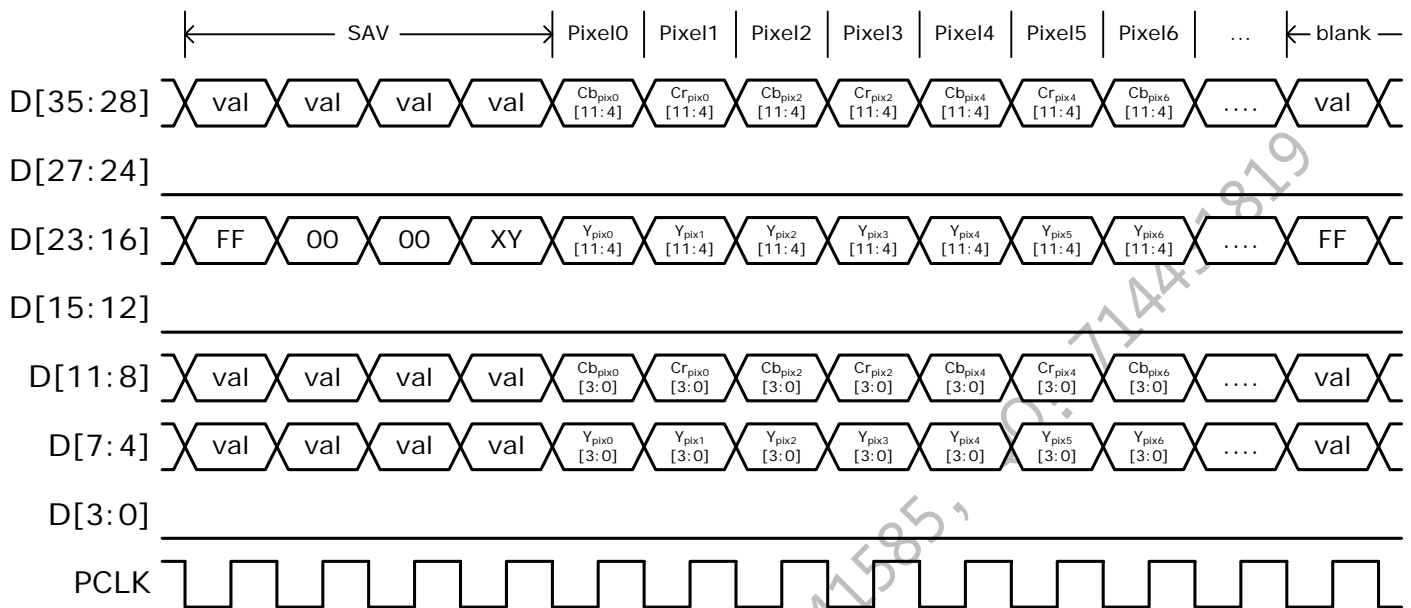 SAV Pixel0 Pixel1 Pixel2 Pixel3 Pixel4 Pixel5 Pixel6 ... blank
D[35:28] val val val val Cbpix0 [11:4] Crpix0 [11:4] Cbpix2 [11:4] Crpix2 [11:4] Cbpix4 [11:4] Crpix4 [11:4] Cbpix6 [11:4] .... val
D[27:24]
D[23:16] FF 00 00 XY Ypix0 [11:4] Ypix1 [11:4] Ypix2 [11:4] Ypix3 [11:4] Ypix4 [11:4] Ypix5 [11:4] Ypix6 [11:4] .... FF
D[15:12]
D[11:8] val val val val Cbpix0 [3:0] Crpix0 [3:0] Cbpix2 [3:0] Crpix2 [3:0] Cbpix4 [3:0] Crpix4 [3:0] Cbpix6 [3:0] .... val
D[7:4] val val val val Ypix0 [3:0] Ypix1 [3:0] Ypix2 [3:0] Ypix3 [3:0] Ypix4 [3:0] Ypix5 [3:0] Ypix6 [3:0] .... val
D[3:0]
PCLK